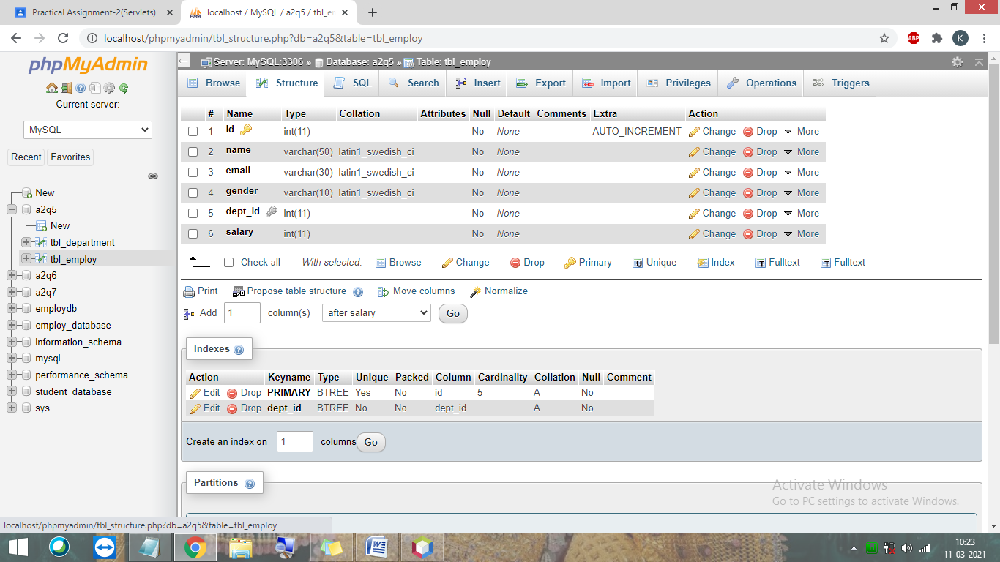 Practical Assignment-2(Servlets)
localhost / MySQL / a2q5 / tbl_er
localhost/phpmyadmin/tbl_structure.php?db=a2q5&table=tbl_employ
ABP
K
phpMyAdmin
Current server:
MySQL
Recent Favorites
New
a2q5
New
tbl_department
tbl_employ
a2q6
a2q7
employdb
employ_database
information_schema
mysql
performance_schema
student_database
sys
Server: MySQL:3306 » Database: a2q5 » Table: tbl_employ
Browse Structure SQL Search Insert Export Import Privileges Operations Triggers
# Name Type Collation Attributes Null Default Comments Extra Action
1 id int(11) No None AUTO_INCREMENT Change Drop More
2 name varchar(50) latin1_swedish_ci No None Change Drop More
3 email varchar(30) latin1_swedish_ci No None Change Drop More
4 gender varchar(10) latin1_swedish_ci No None Change Drop More
5 dept_id int(11) No None Change Drop More
6 salary int(11) No None Change Drop More
Check all With selected: Browse Change Drop Primary Unique Index Fulltext Fulltext
Print Propose table structure Move columns Normalize
Add 1 column(s) after salary Go
Indexes
Action Keyname Type Unique Packed Column Cardinality Collation Null Comment
Edit Drop PRIMARY BTREE Yes No id 5 A No
Edit Drop dept_id BTREE No No dept_id A No
Create an index on 1 columns Go
Partitions
Activate Windows
Go to PC settings to activate Windows.
localhost/phpmyadmin/tbl_structure.php?db=a2q5&table=tbl_employ
10:23
11-03-2021